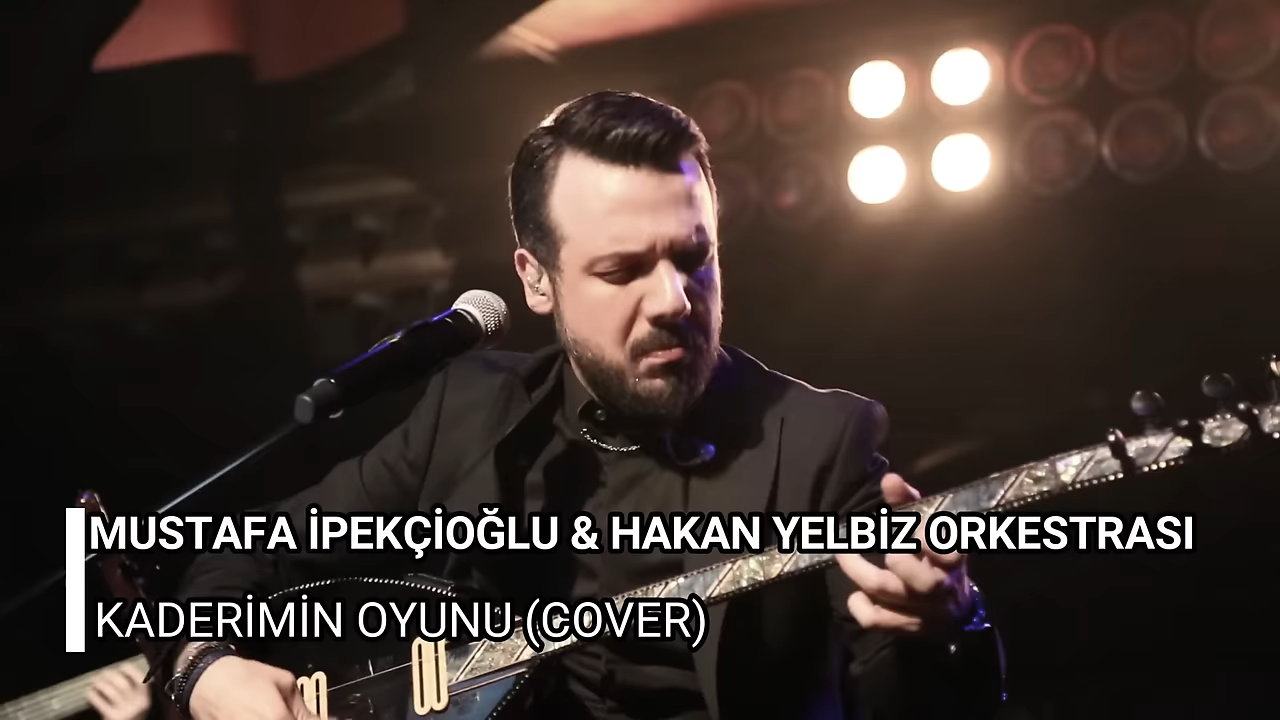 MUSTAFA İPEKÇİOĞLU & HAKAN YELBİZ ORKESTRASI
KADERİMİN OYUNU (COVER)